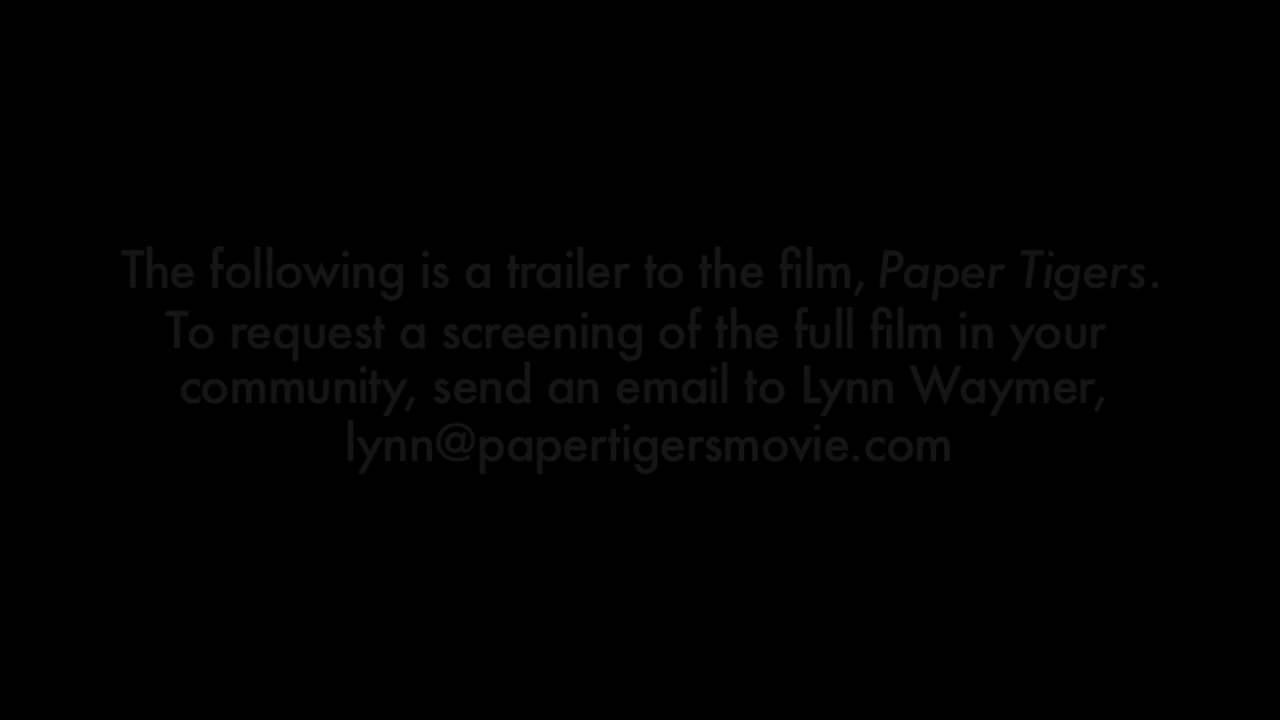 The following is a trailer to the film, Paper Tigers.
To request a screening of the full film in your
community, send an email to Lynn Waymer,
lynn@papertigersmovie.com